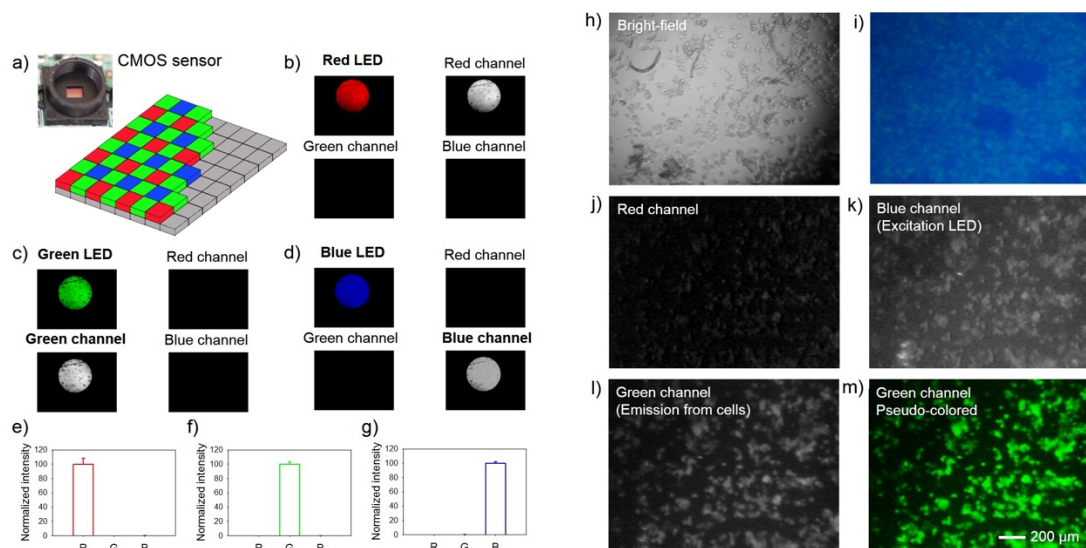 a)
CMOS sensor
b)
Red LED
Red channel
Green channel
Blue channel
c)
Green LED
Red channel
Green channel
Blue channel
d)
Blue LED
Red channel
Green channel
Blue channel
e)
Normalized intensity
120
100
80
60
40
20
0
R
G
B
f)
Normalized intensity
120
100
80
60
40
20
0
R
G
B
g)
Normalized intensity
120
100
80
60
40
20
0
R
G
B
h)
Bright-field
i)
j)
Red channel
k)
Blue channel
(Excitation LED)
l)
Green channel
(Emission from cells)
m)
Green channel
Pseudo-colored
200 µm